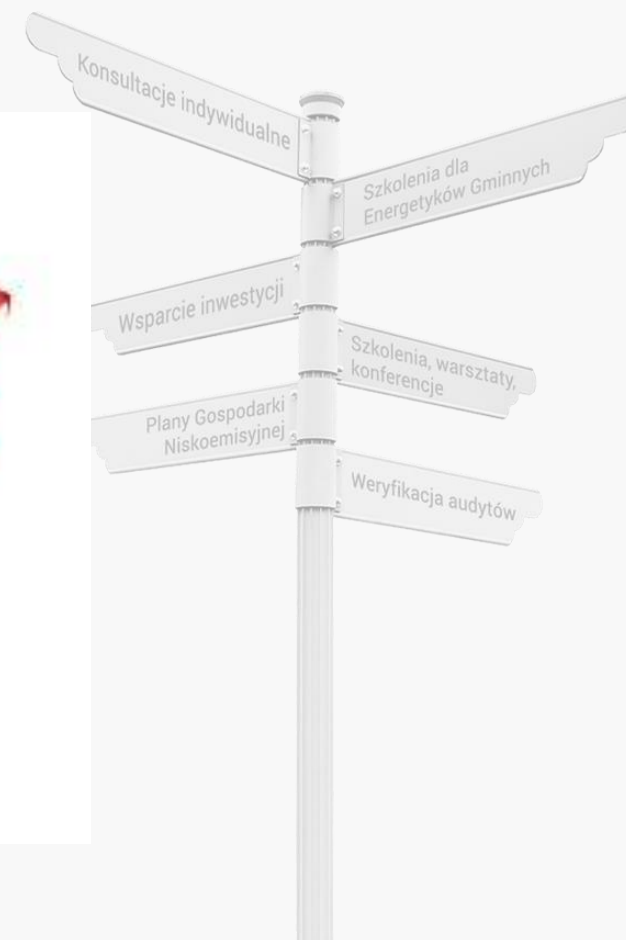 Konsultacje indywidualne
Szkolenia dla
Energetyków Gminnych
Wsparcie inwestycji
Szkolenia, warsztaty,
konferencje
Plany Gospodarki
Niskoemisyjnej
Weryfikacja audytów